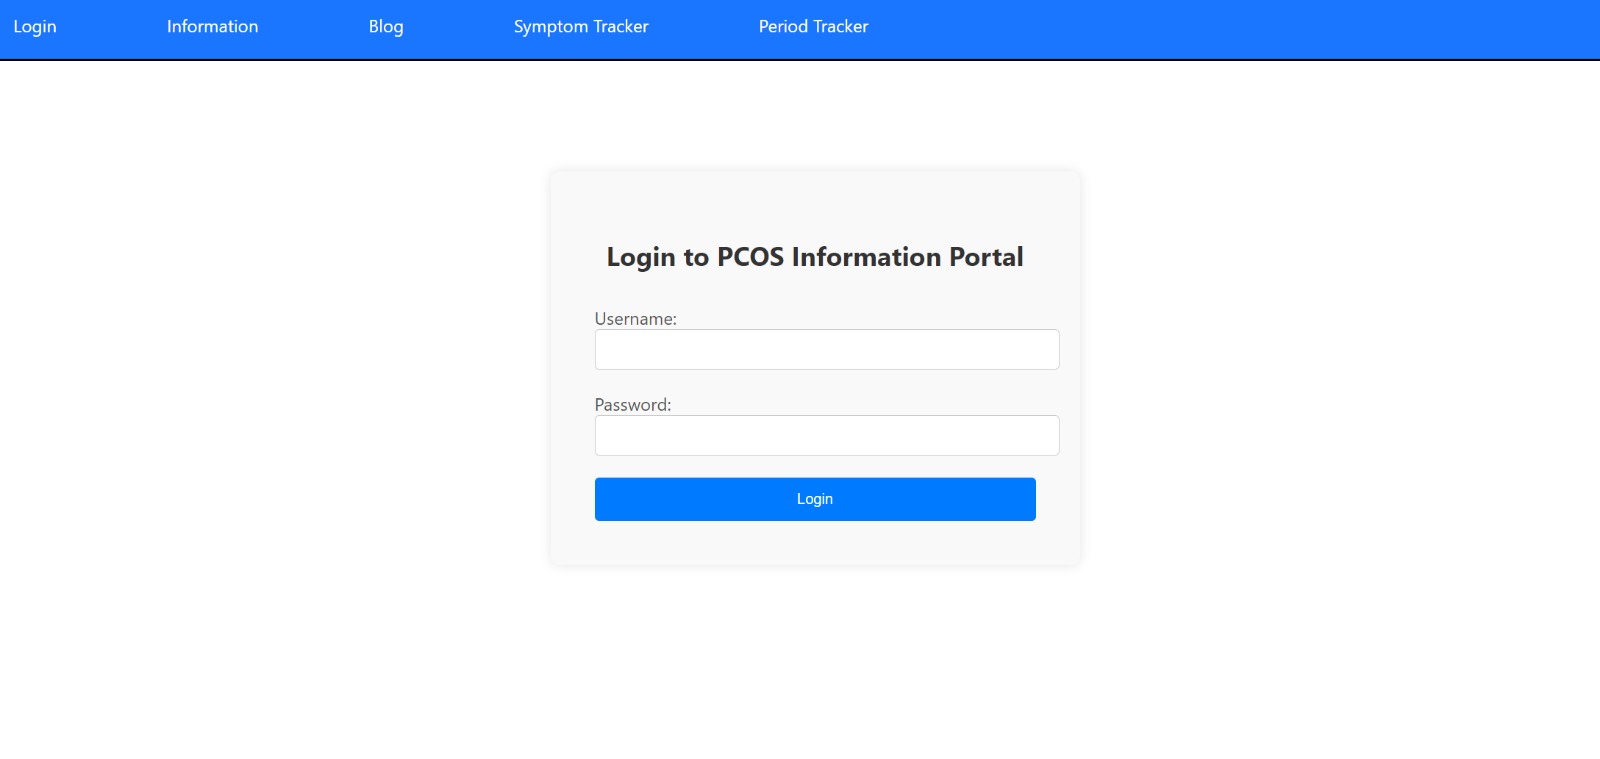 Login Information Blog Symptom Tracker Period Tracker
Login to PCOS Information Portal
Username:
Password:
Login